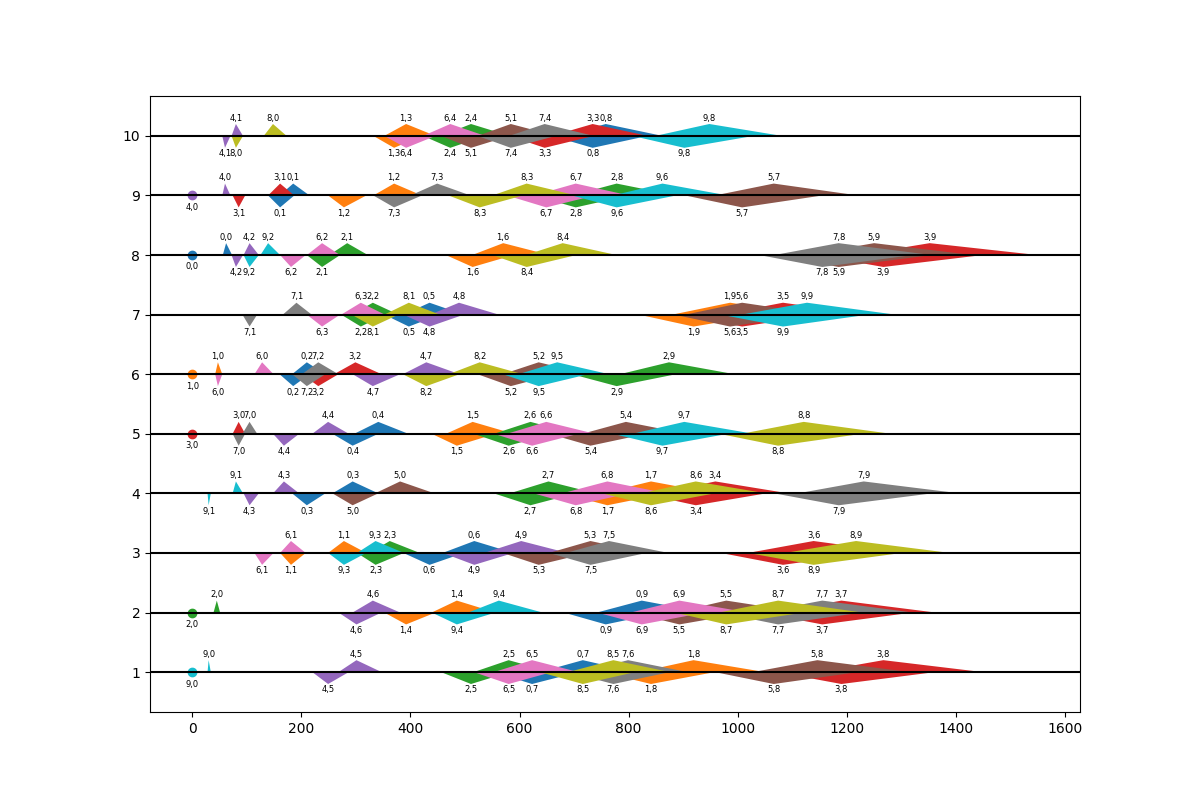 4,1 8,0 1,3 6,4 2,4 5,1 7,4 3,3 0,8 9,8
10
4,1 8,0 1,3 6,4 2,4 5,1 7,4 3,3 0,8 9,8
4,0 3,1 0,1 1,2 7,3 8,3 6,7 2,8 9,6 5,7
9
4,0 3,1 0,1 1,2 7,3 8,3 6,7 2,8 9,6 5,7
0,0 4,2 9,2 6,2 2,1 1,6 8,4 7,8 5,9 3,9
8
0,0 4,2 9,2 6,2 2,1 1,6 8,4 7,8 5,9 3,9
7,1 6,3 2,2 8,1 0,5 4,8 1,9 5,6 3,5 9,9
7
7,1 6,3 2,2 8,1 0,5 4,8 1,9 5,6 3,5 9,9
1,0 6,0 0,2 7,2 3,2 4,7 8,2 5,2 9,5 2,9
6
1,0 6,0 0,2 7,2 3,2 4,7 8,2 5,2 9,5 2,9
3,0 7,0 4,4 0,4 1,5 2,6 6,6 5,4 9,7 8,8
5
3,0 7,0 4,4 0,4 1,5 2,6 6,6 5,4 9,7 8,8
9,1 4,3 0,3 5,0 2,7 6,8 1,7 8,6 3,4 7,9
4
9,1 4,3 0,3 5,0 2,7 6,8 1,7 8,6 3,4 7,9
6,1 1,1 9,3 2,3 0,6 4,9 5,3 7,5 3,6 8,9
3
6,1 1,1 9,3 2,3 0,6 4,9 5,3 7,5 3,6 8,9
2,0 4,6 1,4 9,4 0,9 6,9 5,5 8,7 7,7 3,7
2
2,0 4,6 1,4 9,4 0,9 6,9 5,5 8,7 7,7 3,7
9,0 4,5 2,5 6,5 0,7 8,5 7,6 1,8 5,8 3,8
1
9,0 4,5 2,5 6,5 0,7 8,5 7,6 1,8 5,8 3,8
0 200 400 600 800 1000 1200 1400 1600